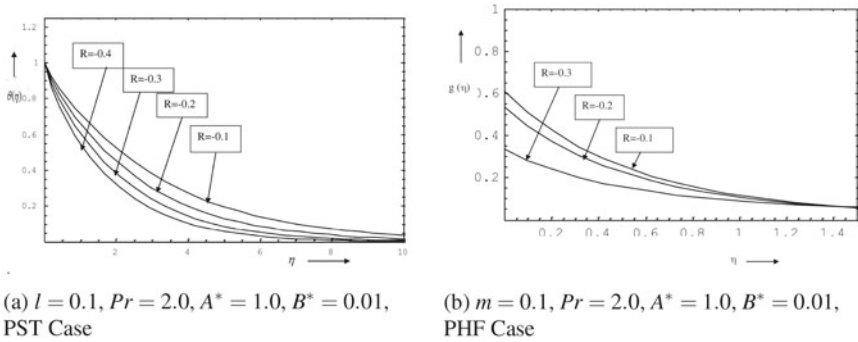 1.2
1
0.8
0.6
0.4
0.2
2
4
6
8
10
R=-0.4
R=-0.3
R=-0.2
R=-0.1
η
1
0.8
g (η)
0.6
0.4
0.2
0.2
0.4
0.6
0.8
1
1.2
1.4
R=-0.3
R=-0.2
R=-0.1
η
(a) l = 0.1, Pr = 2.0, A* = 1.0, B* = 0.01,
PST Case
(b) m = 0.1, Pr = 2.0, A* = 1.0, B* = 0.01,
PHF Case